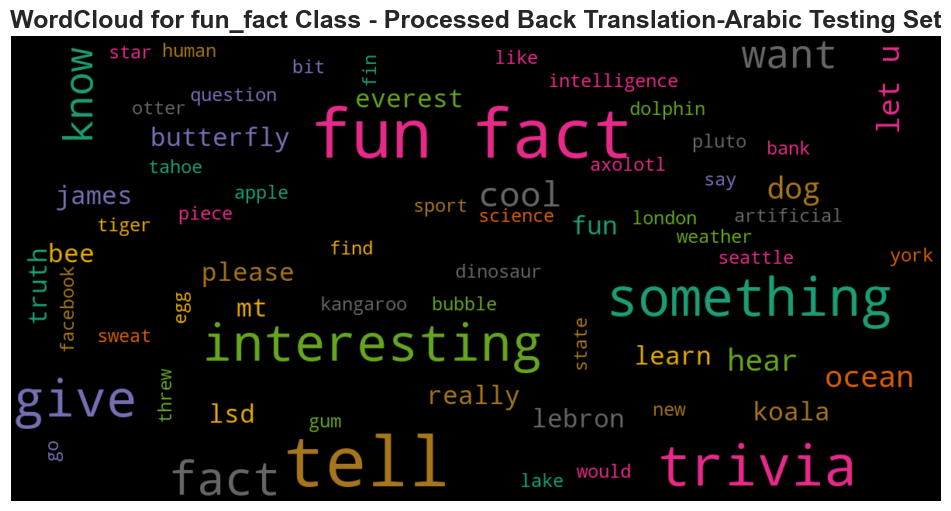 WordCloud for fun_fact Class - Processed Back Translation-Arabic Testing Set
know
star
human
bit
fin
like
want
let u
question
intelligence
otter
everest
dolphin
butterfly
fun fact
pluto
bank
tahoe
axolotl
james
apple
cool
say
dog
tiger
piece
sport
science
fun
london
artificial
weather
bee
find
seattle
york
truth
please
dinosaur
facebook
egg
mt
kangaroo
bubble
something
sweat
interesting
state
learn
hear
ocean
give
threw
lsd
really
gum
lebron
new
koala
go
fact
tell
lake
would
trivia